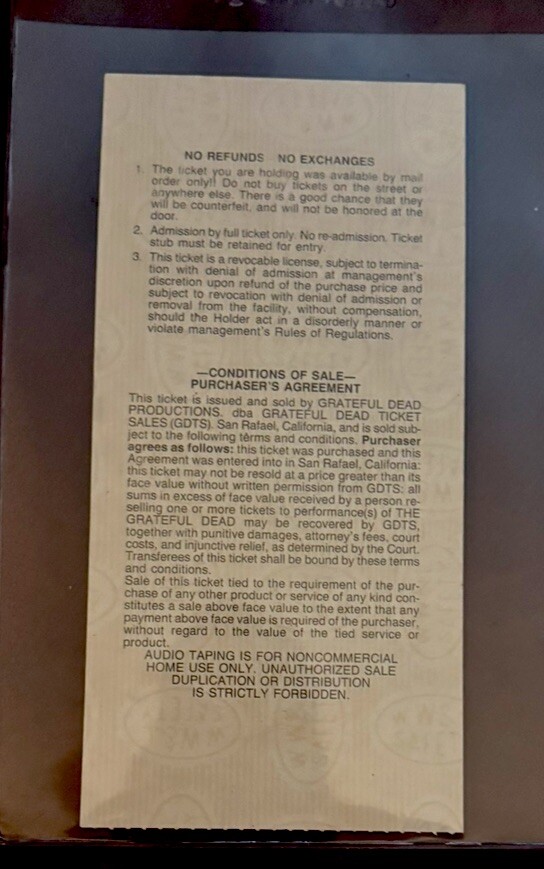 NO REFUNDS NO EXCHANGES
1. The ticket you are holding was available by mail
order only!! Do not buy tickets on the street or
anywhere else. There is a good chance that they
will be counterfeit, and will not be honored at the
door.
2. Admission by full ticket only. No re-admission. Ticket
stub must be retained for entry.
3. This ticket is a revocable license, subject to termina-
tion with denial of admission at management's
discretion upon refund of the purchase price and
subject to revocation with denial of admission or
removal from the facility, without compensation,
should the Holder act in a disorderly manner or
violate management's Rules of Regulations.
—CONDITIONS OF SALE—
PURCHASER'S AGREEMENT
This ticket is issued and sold by GRATEFUL DEAD
PRODUCTIONS. dba GRATEFUL DEAD TICKET
SALES (GDTS). San Rafael, California, and is sold sub-
ject to the following terms and conditions. Purchaser
agrees as follows: this ticket was purchased and this
Agreement was entered into in San Rafael, California:
this ticket may not be resold at a price greater than its
face value without written permission from GDTS: all
sums in excess of face value received by a person re-
selling one or more tickets to performance(s) of THE
GRATEFUL DEAD may be recovered by GDTS,
together with punitive damages, attorney's fees, court
costs, and injunctive relief, as determined by the Court.
Transferees of this ticket shall be bound by these terms
and conditions.
Sale of this ticket tied to the requirement of the pur-
chase of any other product or service of any kind con-
stitutes a sale above face value to the extent that any
payment above face value is required of the purchaser,
without regard to the value of the tied service or
product.
AUDIO TAPING IS FOR NONCOMMERCIAL
HOME USE ONLY. UNAUTHORIZED SALE
DUPLICATION OR DISTRIBUTION
IS STRICTLY FORBIDDEN.